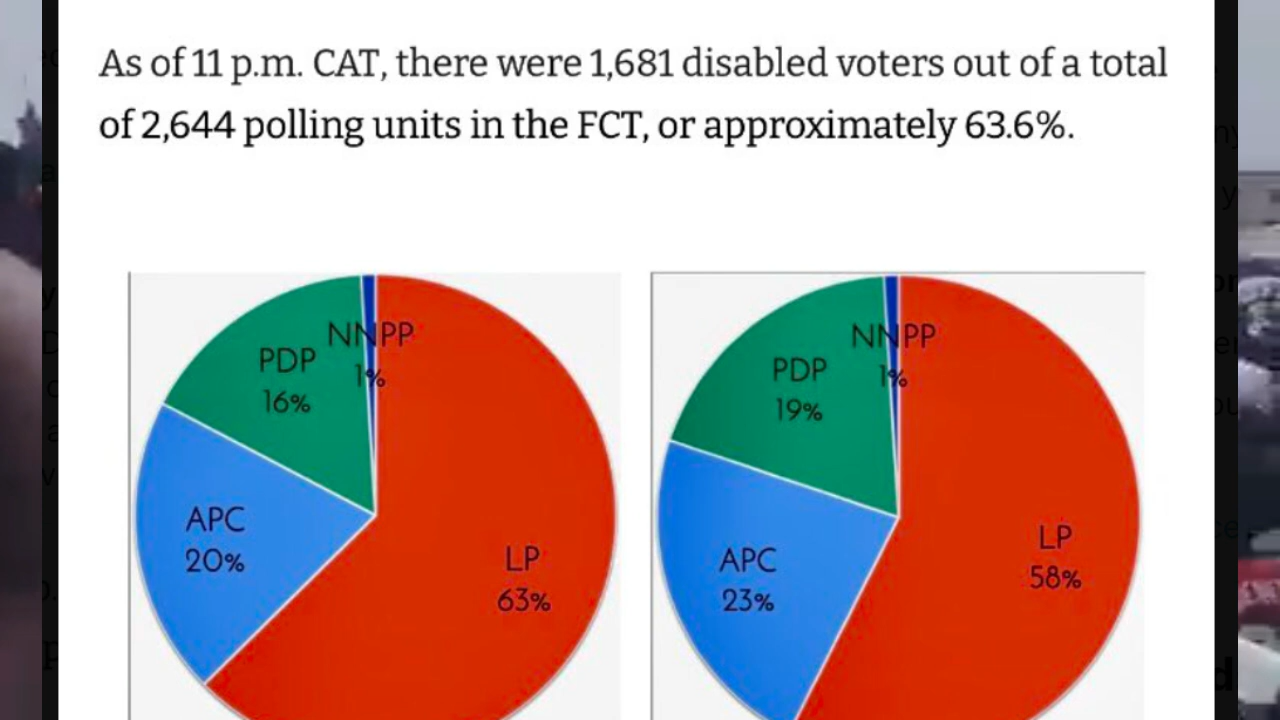 As of 11 p.m. CAT, there were 1,681 disabled voters out of a total
of 2,644 polling units in the FCT, or approximately 63.6%.
NNPP
1%
PDP
16%
APC
20%
LP
63%
NNPP
1%
PDP
19%
APC
23%
LP
58%